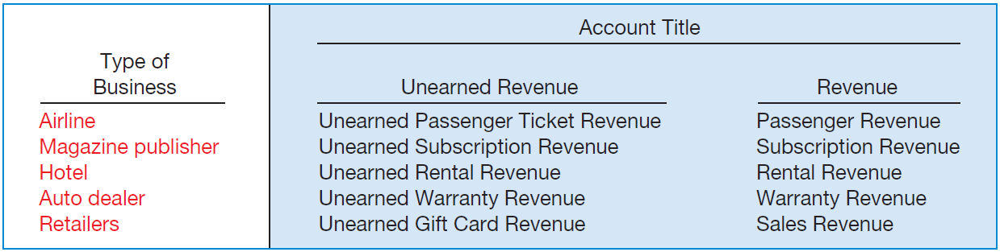 Account Title
Type of
Business
Unearned Revenue
Revenue
Airline
Unearned Passenger Ticket Revenue
Passenger Revenue
Magazine publisher
Unearned Subscription Revenue
Subscription Revenue
Hotel
Unearned Rental Revenue
Rental Revenue
Auto dealer
Unearned Warranty Revenue
Warranty Revenue
Retailers
Unearned Gift Card Revenue
Sales Revenue